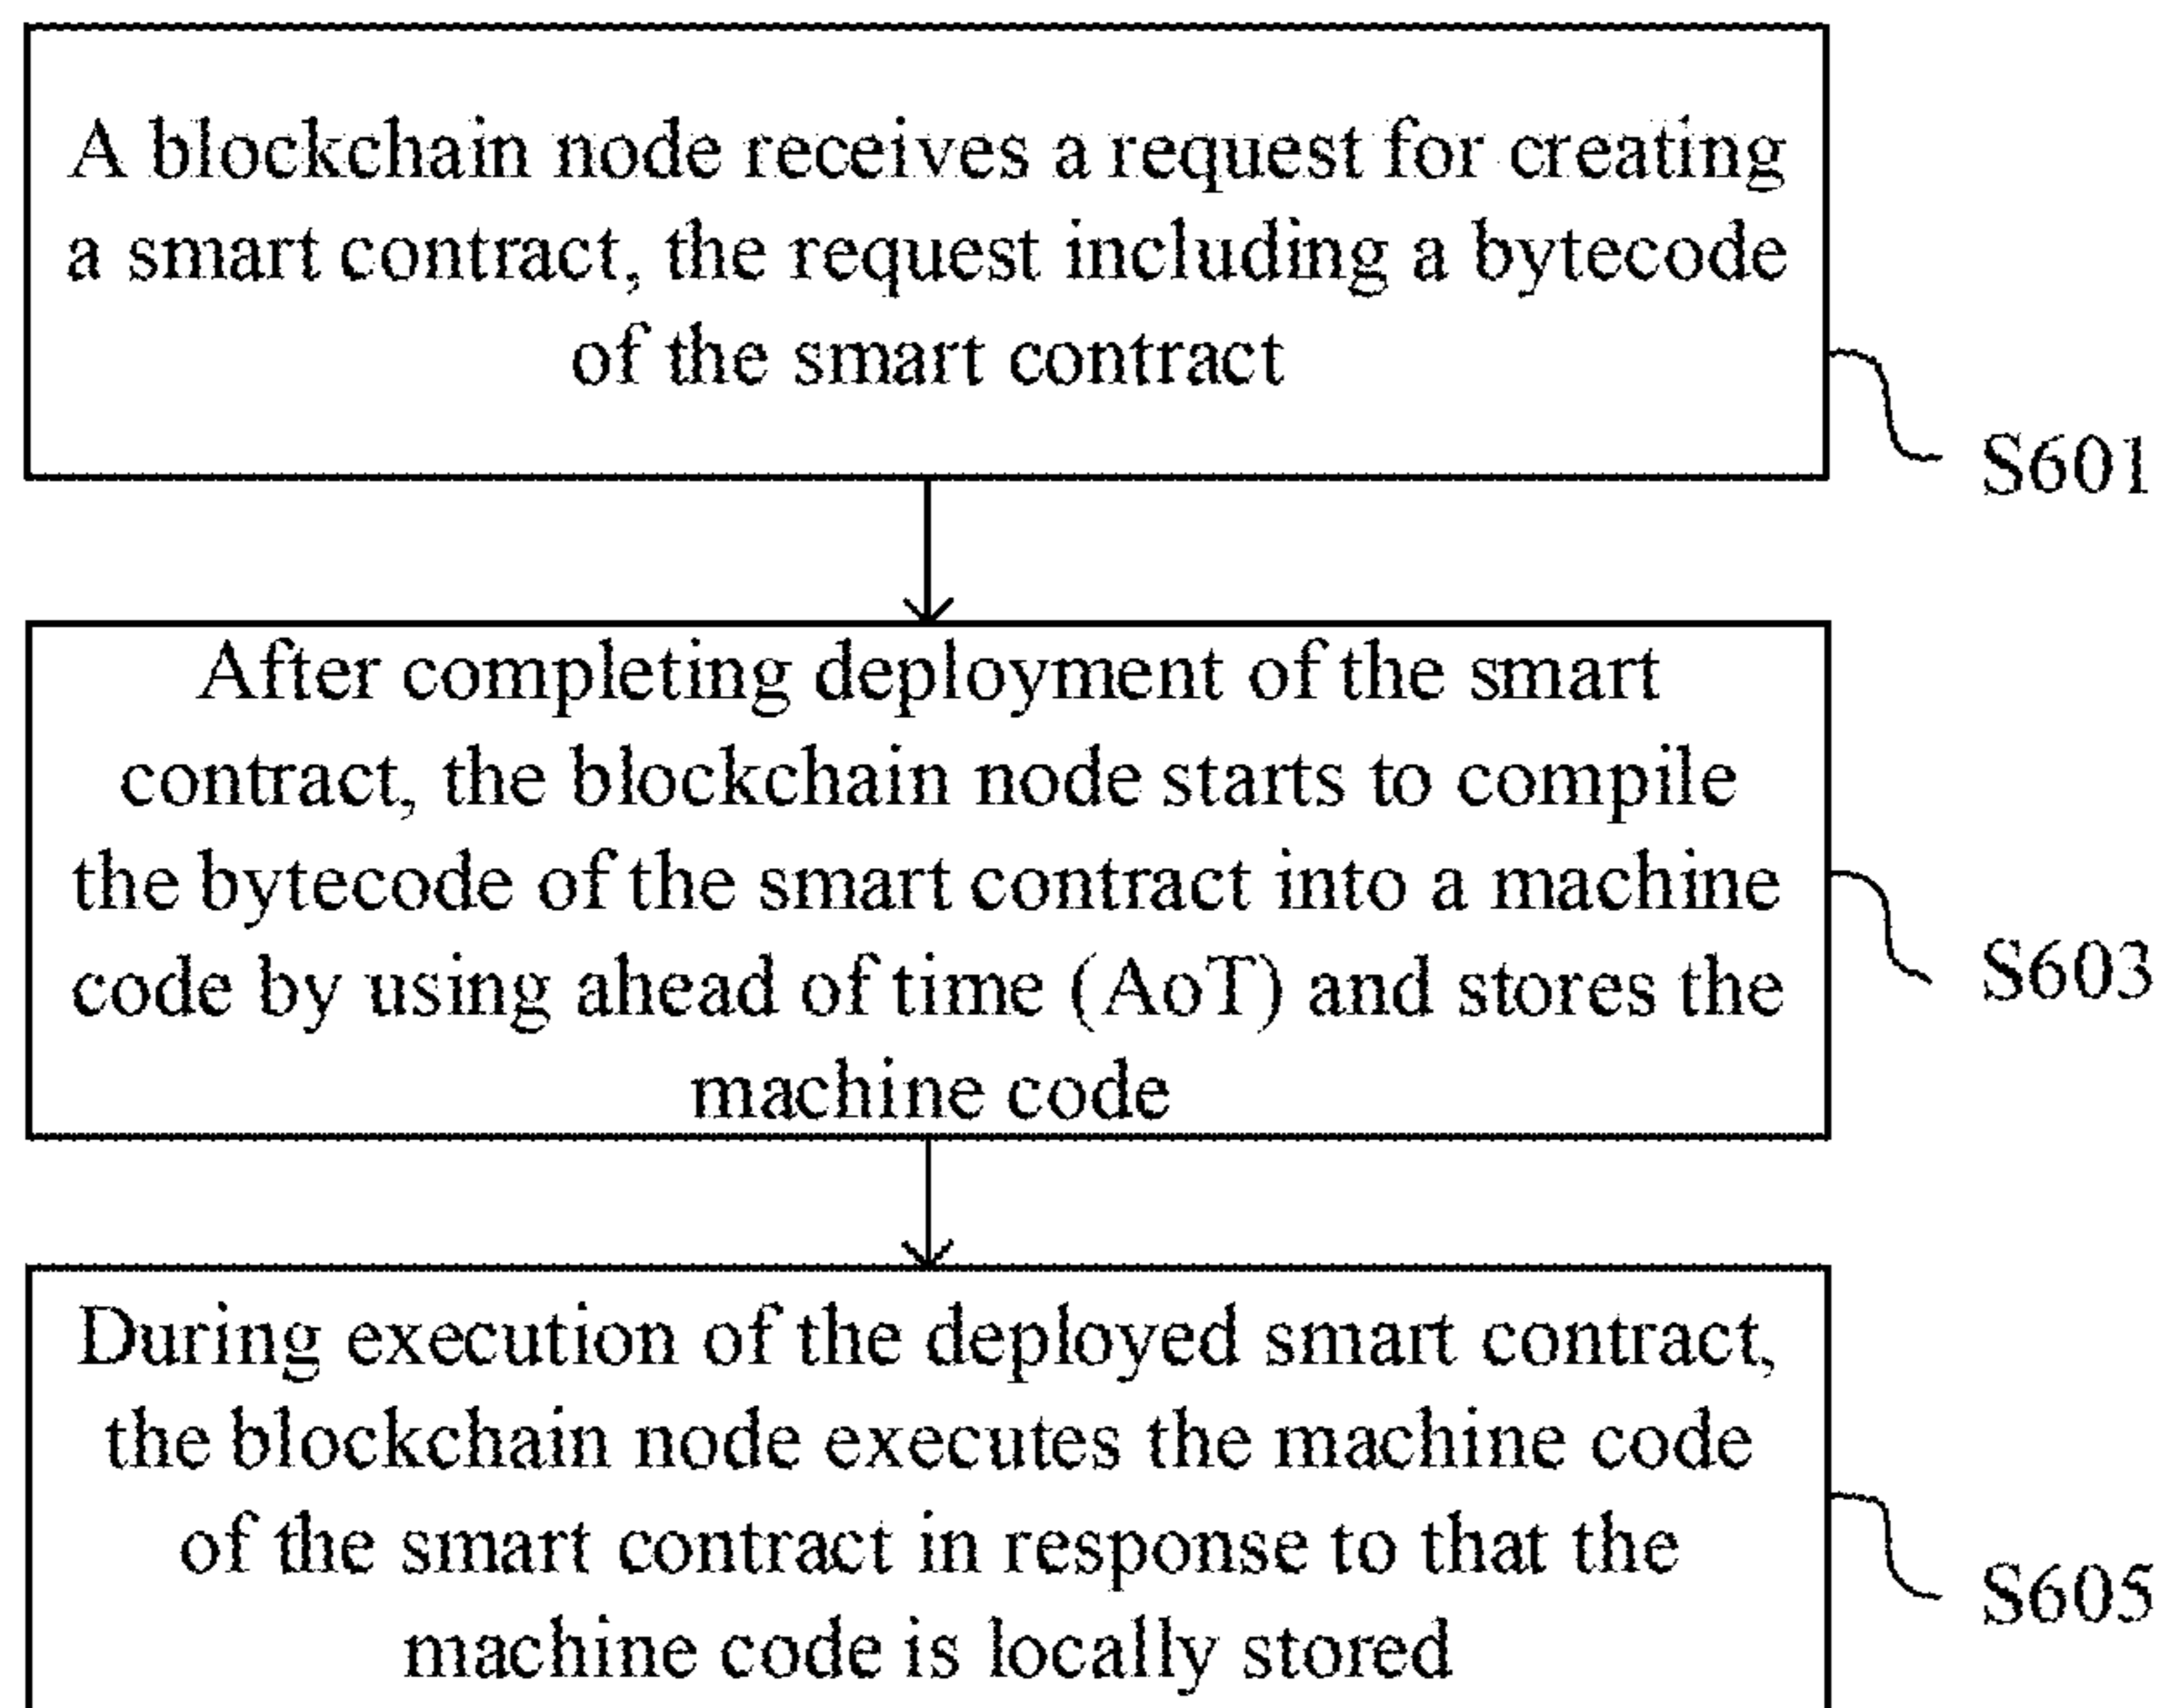 A blockchain node receives a request for creating
a smart contract, the request including a bytecode
of the smart contract
S601
After completing deployment of the smart
contract, the blockchain node starts to compile
the bytecode of the smart contract into a machine
code by using ahead of time (AoT) and stores the
machine code
S603
During execution of the deployed smart contract,
the blockchain node executes the machine code
of the smart contract in response to that the
machine code is locally stored
S605